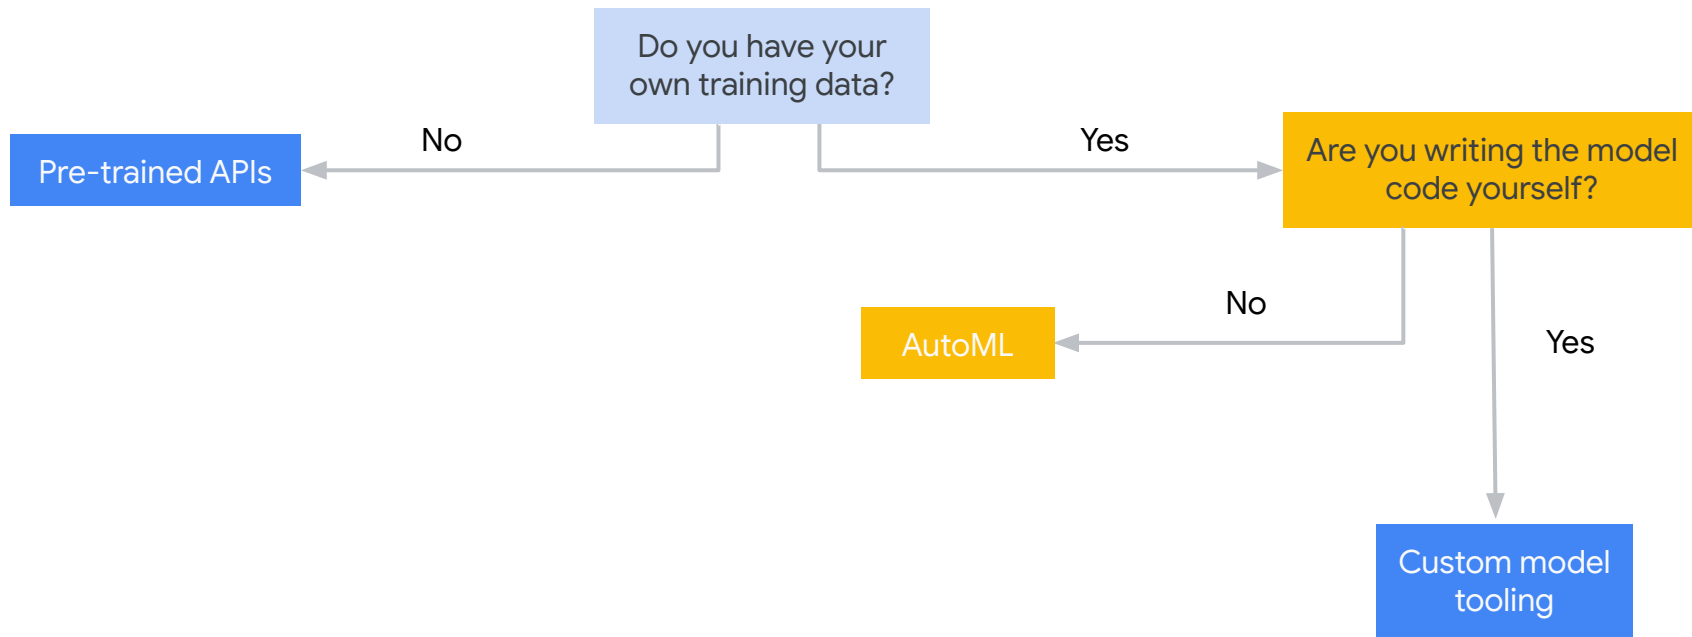 Do you have your
own training data?
No
Yes
Pre-trained APIs
Are you writing the model
code yourself?
No
AutoML
Yes
Custom model
tooling